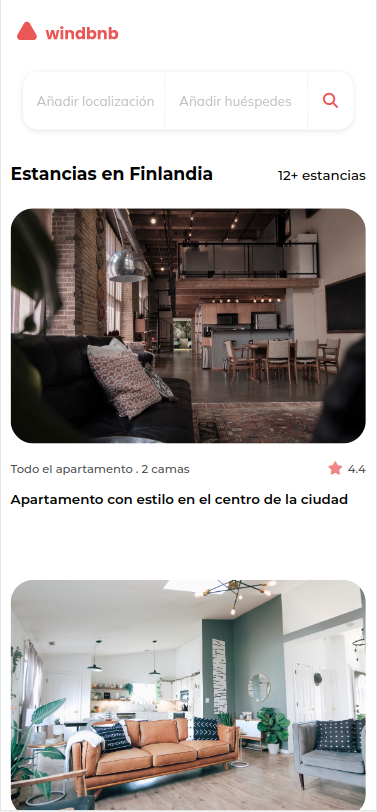 windbnb
Añadir localización
Añadir huéspedes
Estancias en Finlandia
12+ estancias
Todo el apartamento . 2 camas
4.4
Apartamento con estilo en el centro de la ciudad